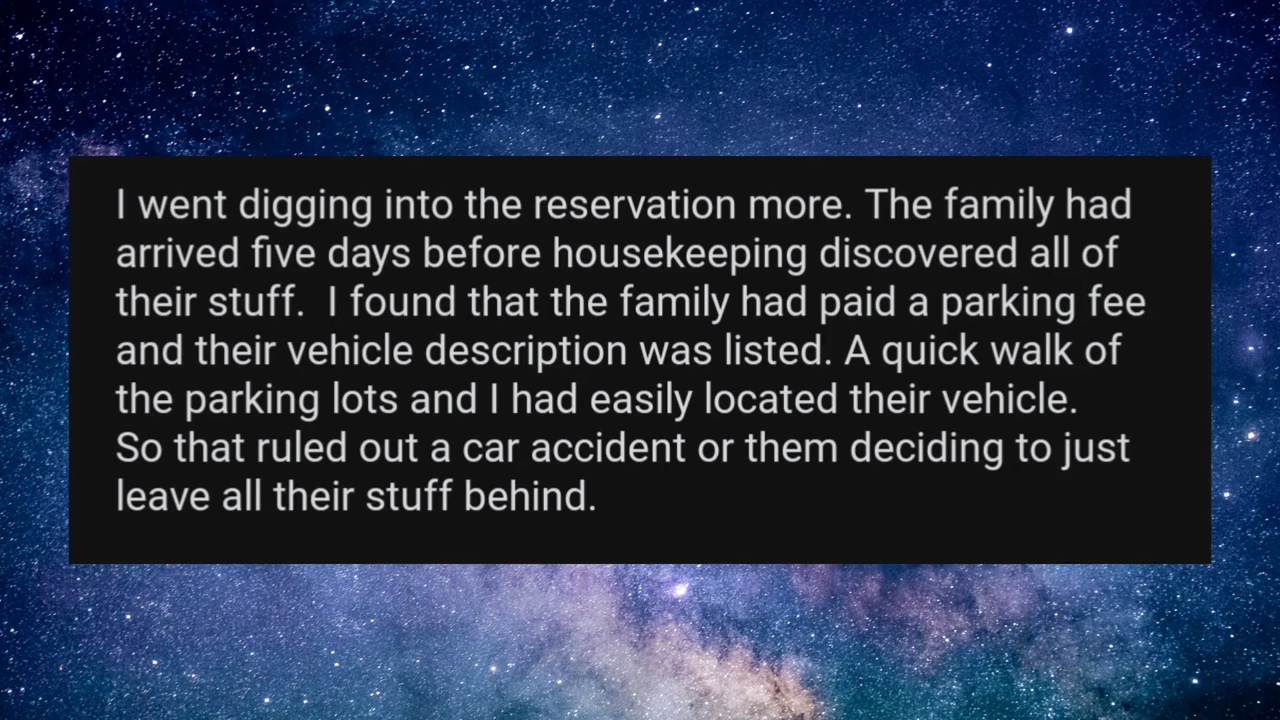 I went digging into the reservation more. The family had
arrived five days before housekeeping discovered all of
their stuff.  I found that the family had paid a parking fee
and their vehicle description was listed. A quick walk of
the parking lots and I had easily located their vehicle.
So that ruled out a car accident or them deciding to just
leave all their stuff behind.